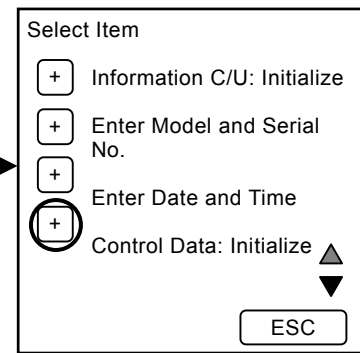 Select Item
+ Information C/U: Initialize
+ Enter Model and Serial
No.
+
Enter Date and Time
+
Control Data: Initialize
ESC